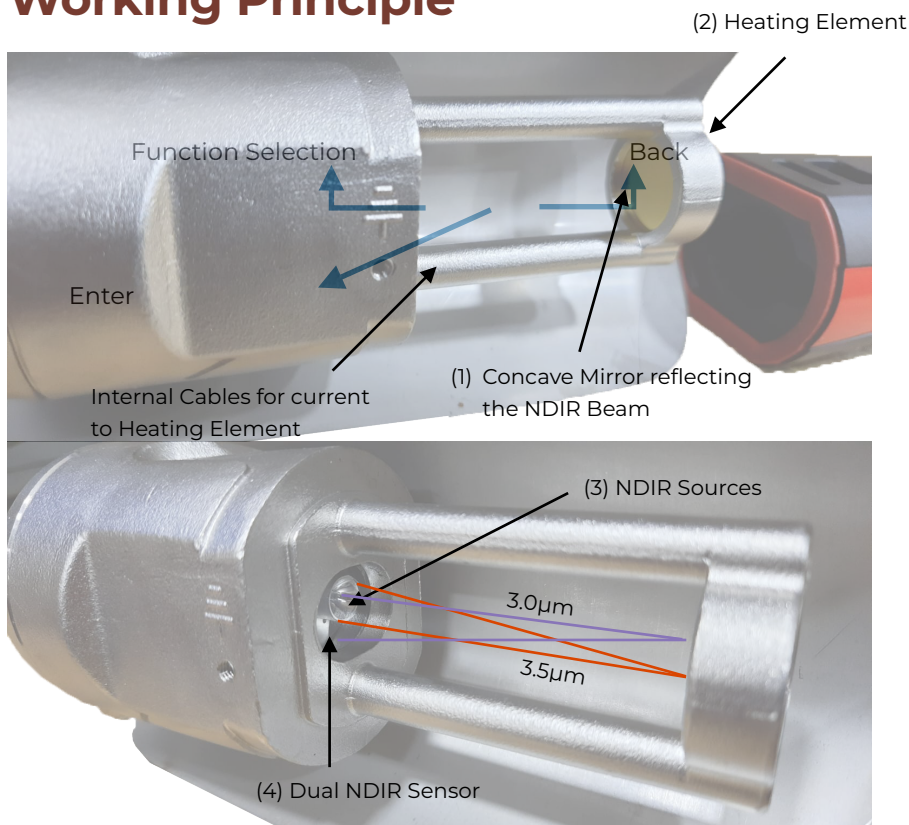 Working Principle
(2) Heating Element
Function Selection
Back
Enter
Internal Cables for current
to Heating Element
(1) Concave Mirror reflecting
the NDIR Beam
(3) NDIR Sources
3.0µm
3.5µm
(4) Dual NDIR Sensor